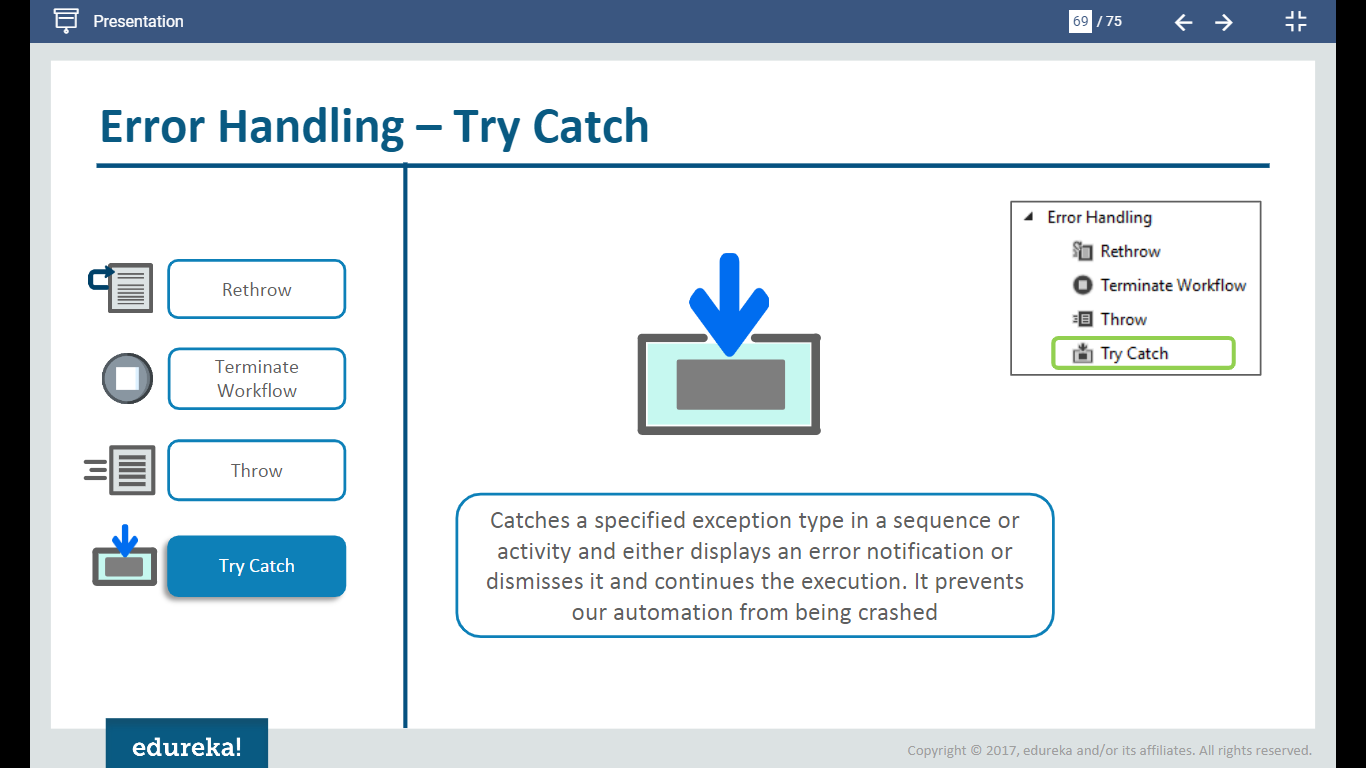 Presentation
69 / 75
Error Handling – Try Catch
Rethrow
Terminate
Workflow
Throw
Try Catch
Error Handling
Rethrow
Terminate Workflow
Throw
Try Catch
Catches a specified exception type in a sequence or
activity and either displays an error notification or
dismisses it and continues the execution. It prevents
our automation from being crashed
edureka!
Copyright © 2017, edureka and/or its affiliates. All rights reserved.